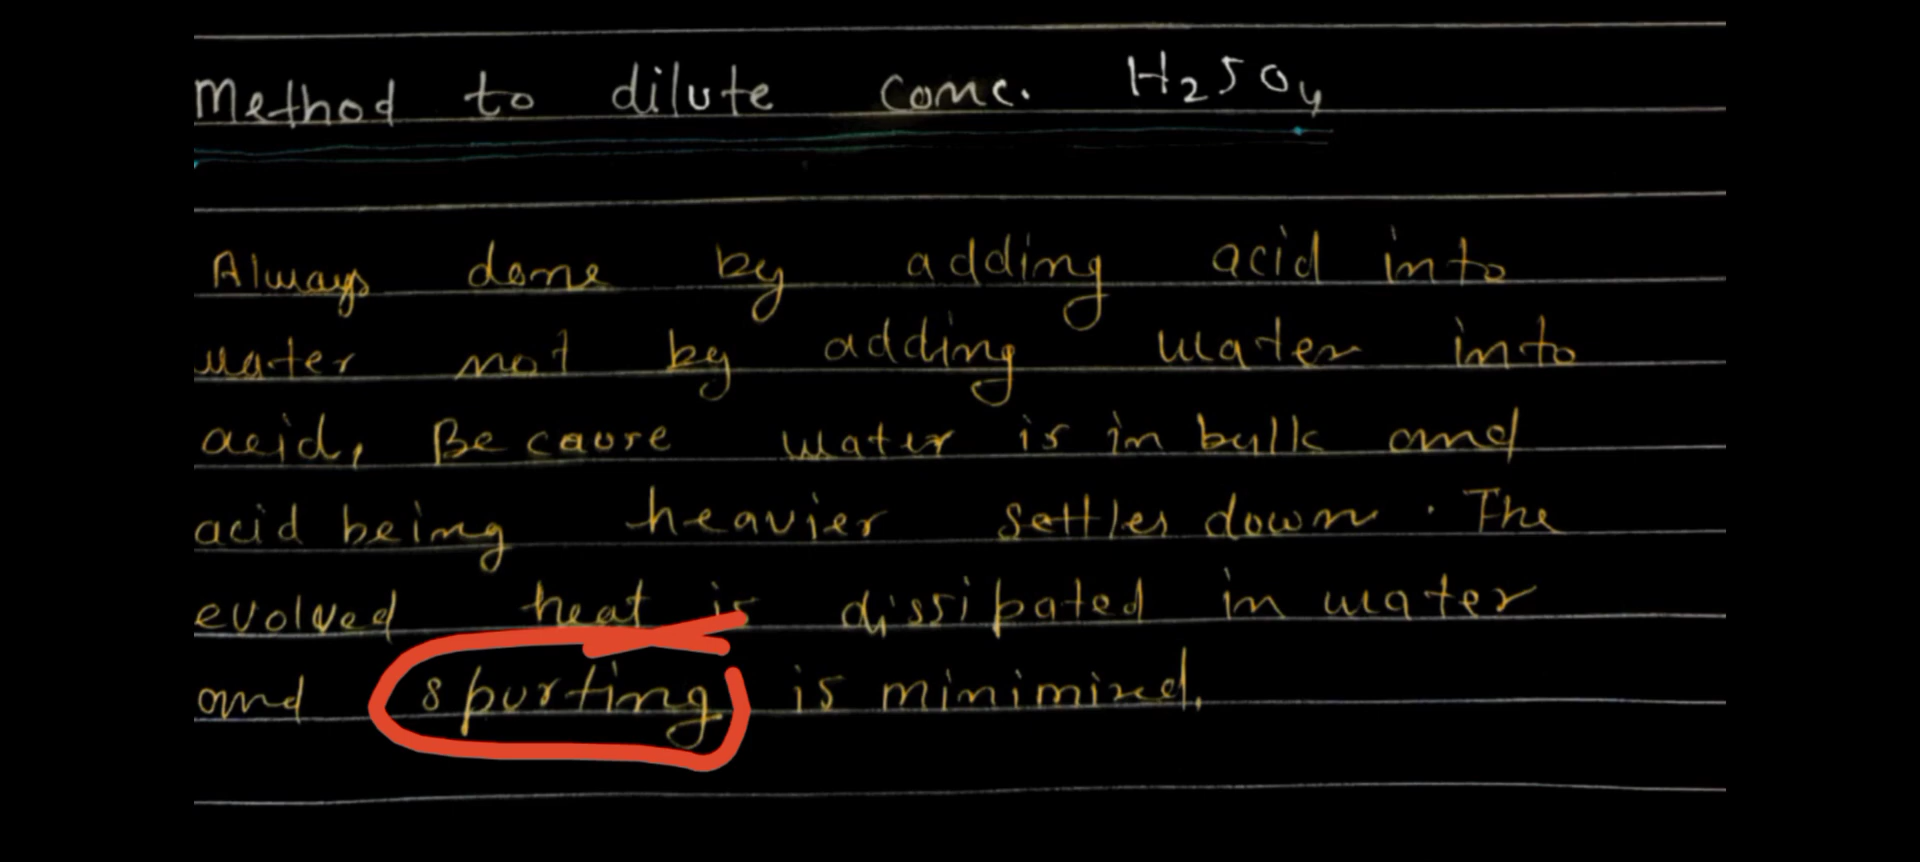 Method to dilute conc. H₂SO₄
Always done by adding acid into
water not by adding water into
acid, Because water is in bulk and
acid being heavier settles down. The
evolved heat is dissipated in water
and spurting is minimized.